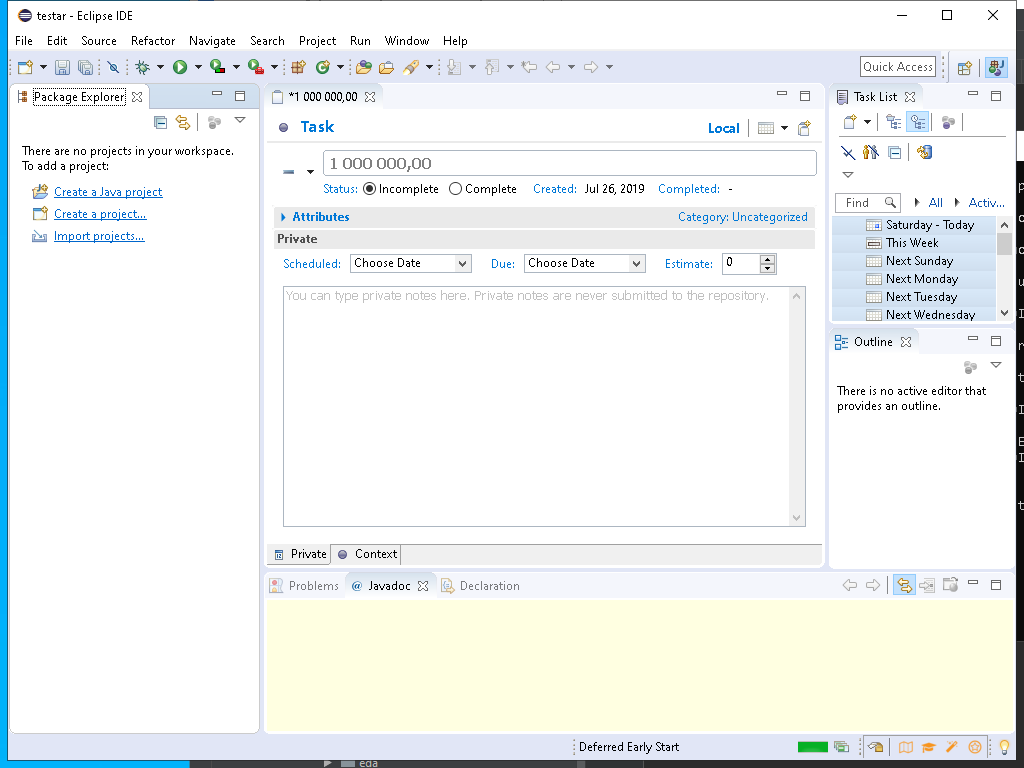 testar - Eclipse IDE
File Edit Source Refactor Navigate Search Project Run Window Help
Quick Access
Package Explorer
There are no projects in your workspace.
To add a project:
Create a Java project
Create a project...
Import projects...
*1 000 000,00
Task
Local
1 000 000,00
Status: Incomplete Complete Created: Jul 26, 2019 Completed: -
Attributes Category: Uncategorized
Private
Scheduled: Choose Date Due: Choose Date Estimate: 0
You can type private notes here. Private notes are never submitted to the repository.
Private Context
Task List
Find All Activ...
Saturday - Today
This Week
Next Sunday
Next Monday
Next Tuesday
Next Wednesday
Outline
There is no active editor that
provides an outline.
Problems @ Javadoc Declaration
Deferred Early Start
eda